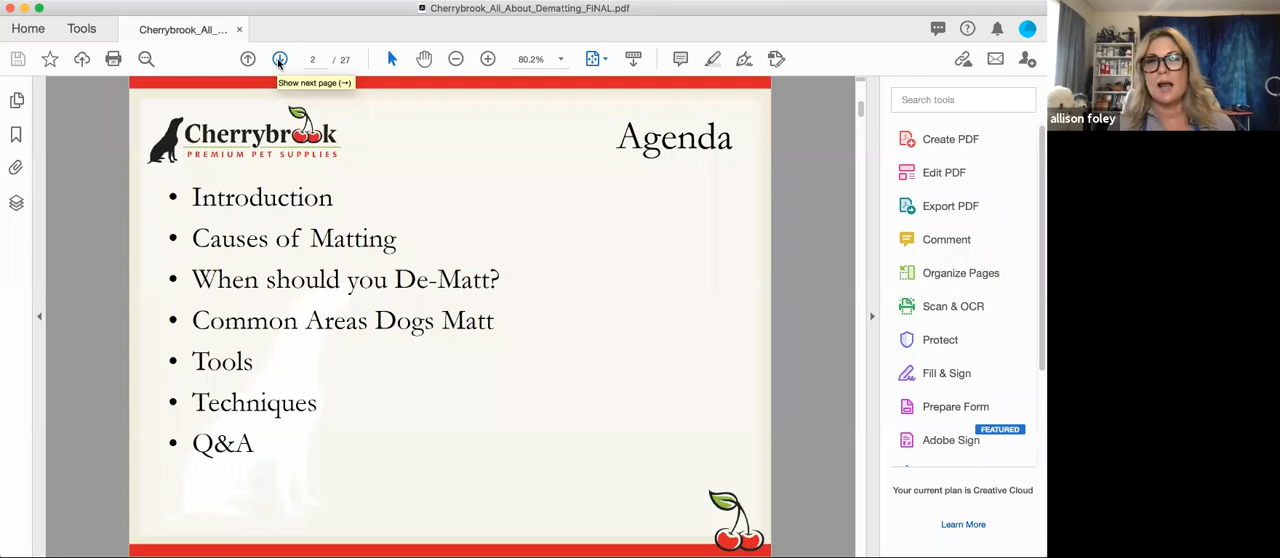 Cherrybrook_All_About_Dematting_FINAL.pdf
Home
Tools
Cherrybrook_All_...
2 / 27
80.2%
Show next page (→)
Cherrybrook
PREMIUM PET SUPPLIES
Agenda
• Introduction
• Causes of Matting
• When should you De-Matt?
• Common Areas Dogs Matt
• Tools
• Techniques
• Q&A
Search tools
Create PDF
Edit PDF
Export PDF
Comment
Organize Pages
Scan & OCR
Protect
Fill & Sign
Prepare Form
FEATURED
Adobe Sign
Your current plan is Creative Cloud
Learn More
allison foley